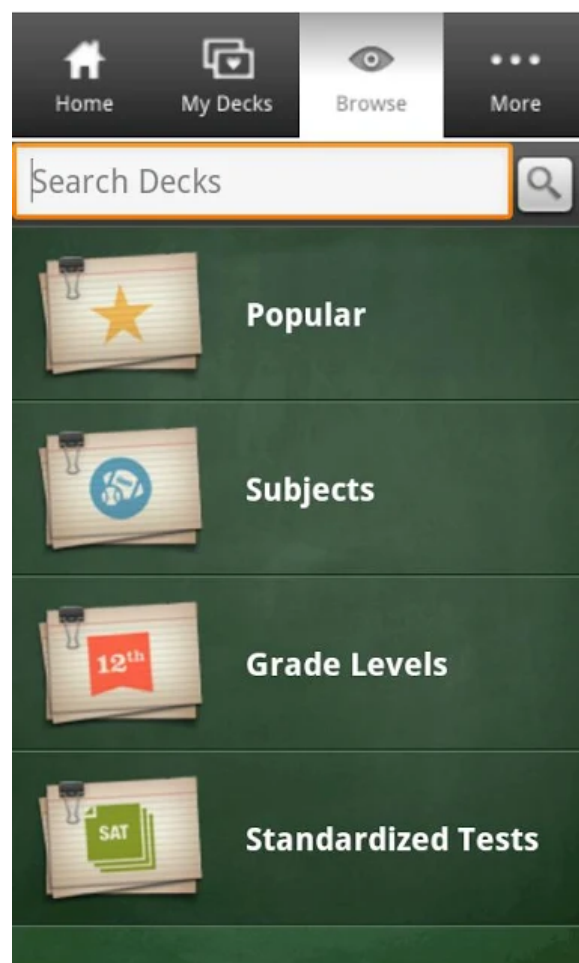 Home
My Decks
Browse
More
Search Decks
Popular
Subjects
12th
Grade Levels
SAT
Standardized Tests